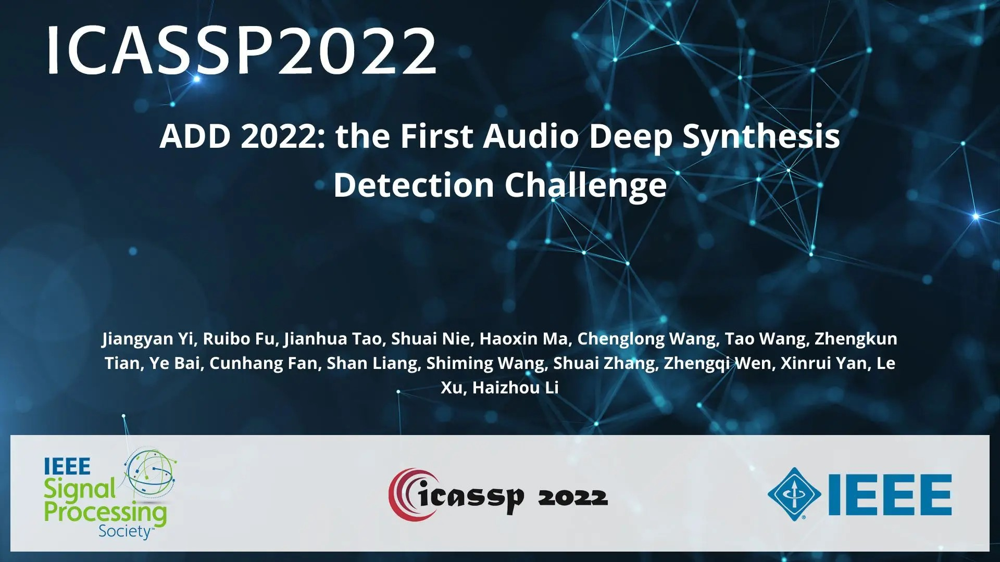 ICASSP2022
ADD 2022: the First Audio Deep Synthesis
Detection Challenge
Jiangyan Yi, Ruibo Fu, Jianhua Tao, Shuai Nie, Haoxin Ma, Chenglong Wang, Tao Wang, Zhengkun
Tian, Ye Bai, Cunhang Fan, Shan Liang, Shiming Wang, Shuai Zhang, Zhengqi Wen, Xinrui Yan, Le
Xu, Haizhou Li
IEEE
Signal
Processing
Society™
icassp 2022
IEEE
®